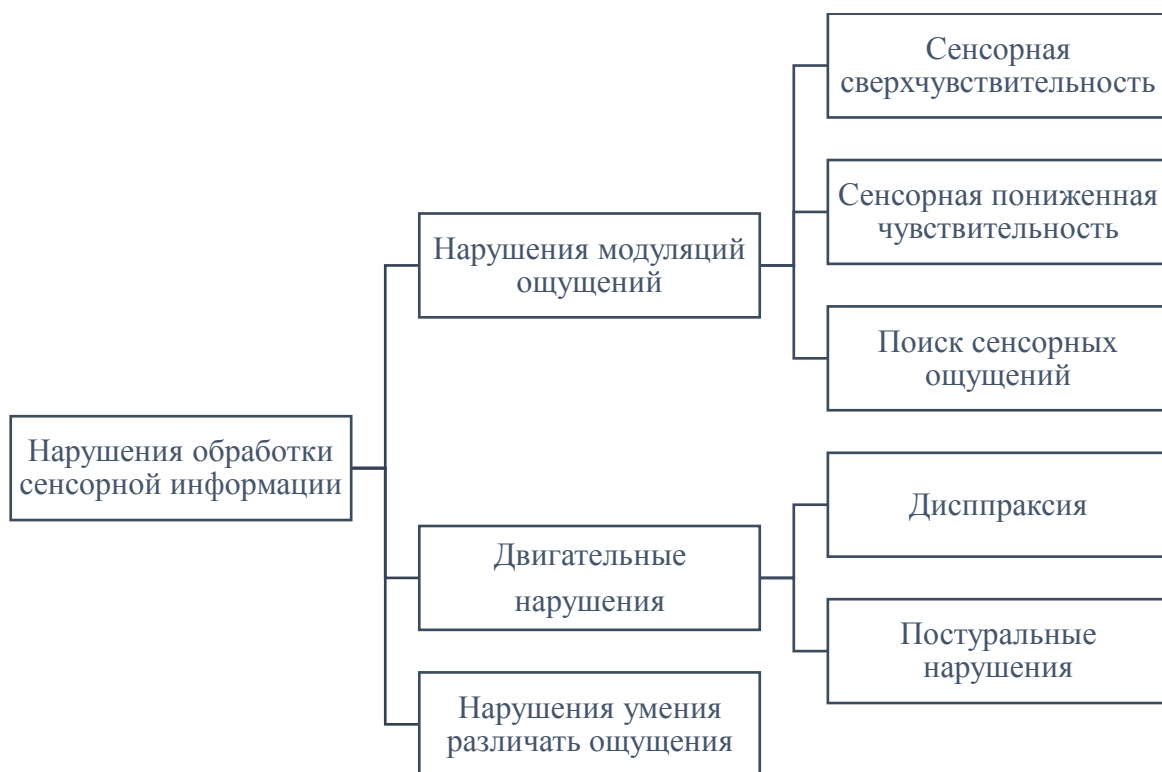 Сенсорная
сверхчувствительность
Сенсорная пониженная
чувствительность
Нарушения модуляций
ощущений
Поиск сенсорных
ощущений
Нарушения обработки
сенсорной информации
Дисппраксия
Двигательные
нарушения
Постуральные
нарушения
Нарушения умения
различать ощущения